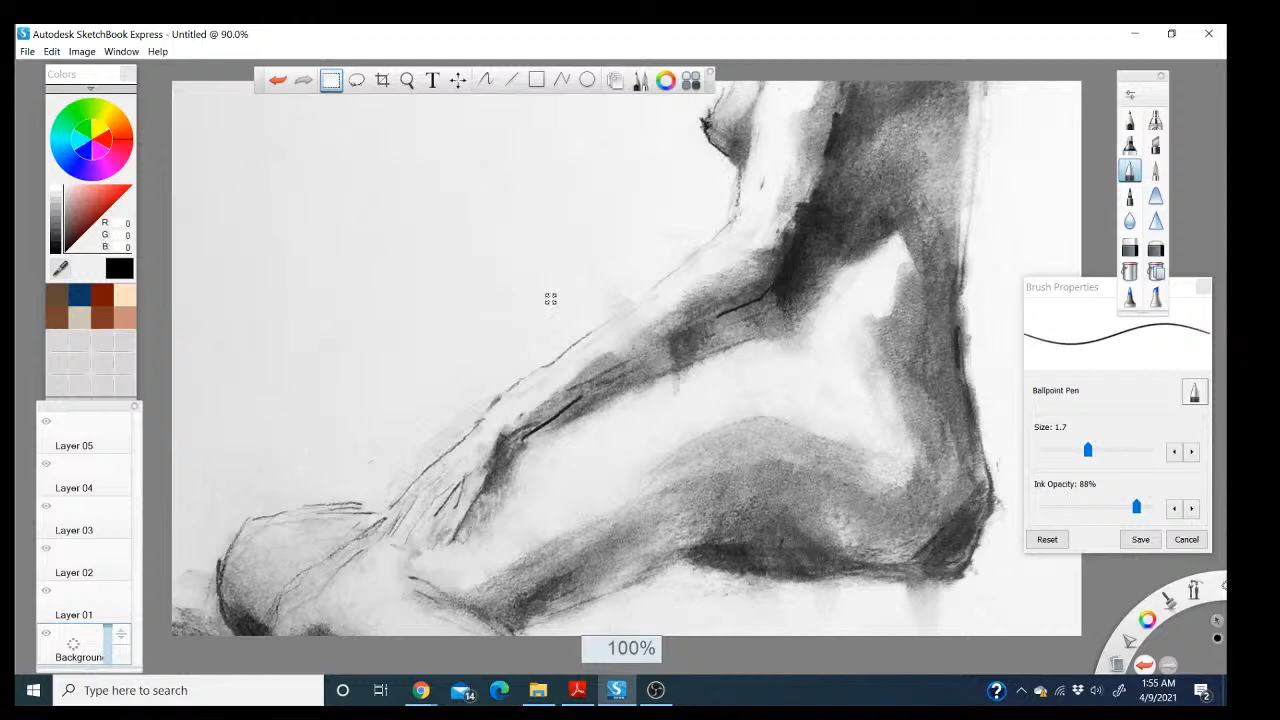 Autodesk SketchBook Express - Untitled @ 90.0%
File Edit Image Window Help
Colors
T
R: 0
G: 0
B: 0
Layer 05
Layer 04
Layer 03
Layer 02
Layer 01
Backgroun
Brush Properties
Ballpoint Pen
Size: 1.7
Ink Opacity: 88%
Reset Save Cancel
100%
Type here to search
14
1:55 AM
4/9/2021
2